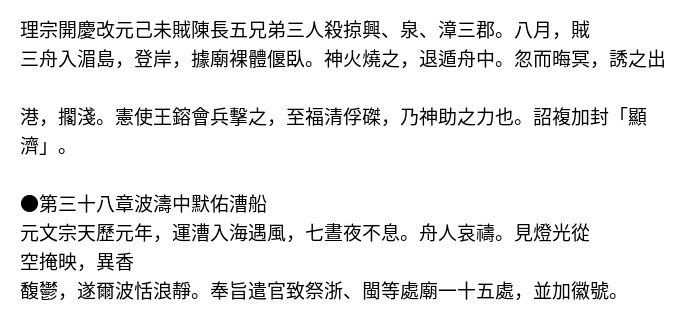 理宗開慶改元己未賊陳長五兄弟三人殺掠興、泉、漳三郡。八月，賊
三舟入湄島，登岸，據廟裸體偃臥。神火燒之，退遁舟中。忽而晦冥，誘之出
港，擱淺。憲使王鎔會兵擊之，至福清俘磔，乃神助之力也。詔複加封「顯
濟」。
●第三十八章波濤中默佑漕船
元文宗天歷元年，運漕入海遇風，七晝夜不息。舟人哀禱。見燈光從
空掩映，異香
馥鬱，遂爾波恬浪靜。奉旨遣官致祭浙、閩等處廟一十五處，並加徽號。